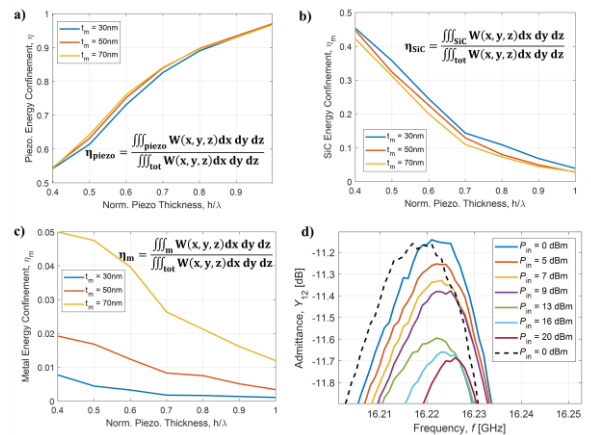 a)
t_m = 30nm
t_m = 50nm
t_m = 70nm
η_piezo = ∭_piezo W(x, y, z)dx dy dz / ∭_tot W(x, y, z)dx dy dz
Piezo. Energy Confinement, η
1
0.9
0.8
0.7
0.6
0.5
0.4 0.5 0.6 0.7 0.8 0.9
Norm. Piezo Thickness, h/λ
b)
η_SiC = ∭_SiC W(x, y, z)dx dy dz / ∭_tot W(x, y, z)dx dy dz
t_m = 30nm
t_m = 50nm
t_m = 70nm
SiC Energy Confinement, η_m
0.5
0.4
0.3
0.2
0.1
0
0.4 0.5 0.6 0.7 0.8 0.9 1
Norm. Piezo Thickness, h/λ
c)
η_m = ∭_m W(x, y, z)dx dy dz / ∭_tot W(x, y, z)dx dy dz
t_m = 30nm
t_m = 50nm
t_m = 70nm
Metal Energy Confinement, η_m
0.05
0.04
0.03
0.02
0.01
0
0.4 0.5 0.6 0.7 0.8 0.9 1
Norm. Piezo. Thickness, h/λ
d)
P_in = 0 dBm
P_in = 5 dBm
P_in = 7 dBm
P_in = 9 dBm
P_in = 13 dBm
P_in = 16 dBm
P_in = 20 dBm
P_in = 0 dBm
Admittance, Y_12 [dB]
-11.2
-11.3
-11.4
-11.5
-11.6
-11.7
-11.8
16.21 16.22 16.23 16.24 16.25
Frequency, f [GHz]